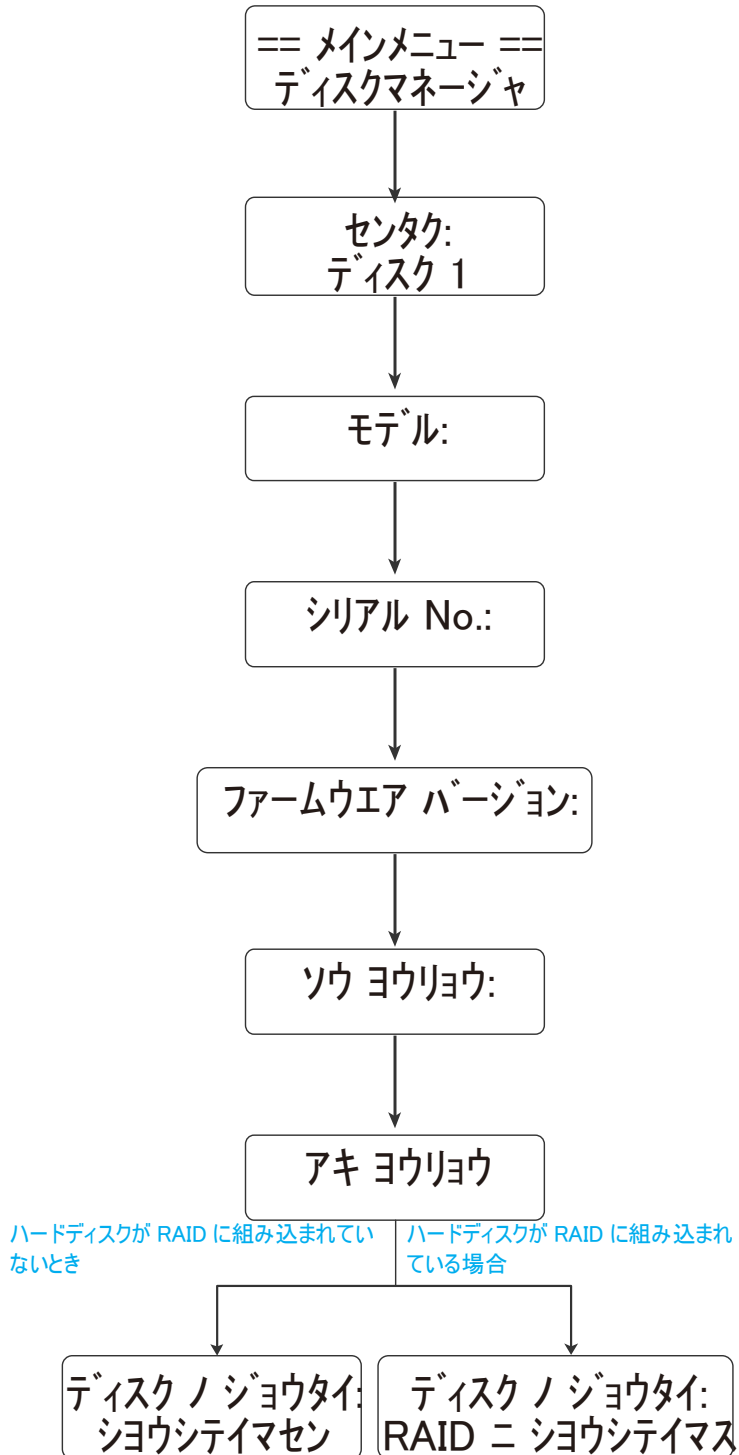 == メインメニュー ==
ディスクマネージャ
センタク:
ディスク 1
モデル:
シリアル No.:
ファームウエア バージョン:
ソウ ヨウリョウ:
アキ ヨウリョウ
ハードディスクが RAID に組み込まれてい
ないとき
ハードディスクが RAID に組み込まれ
ている場合
ディスク ノ ジョウタイ:
シヨウシテイマセン
ディスク ノ ジョウタイ:
RAID ニ シヨウシテイマス